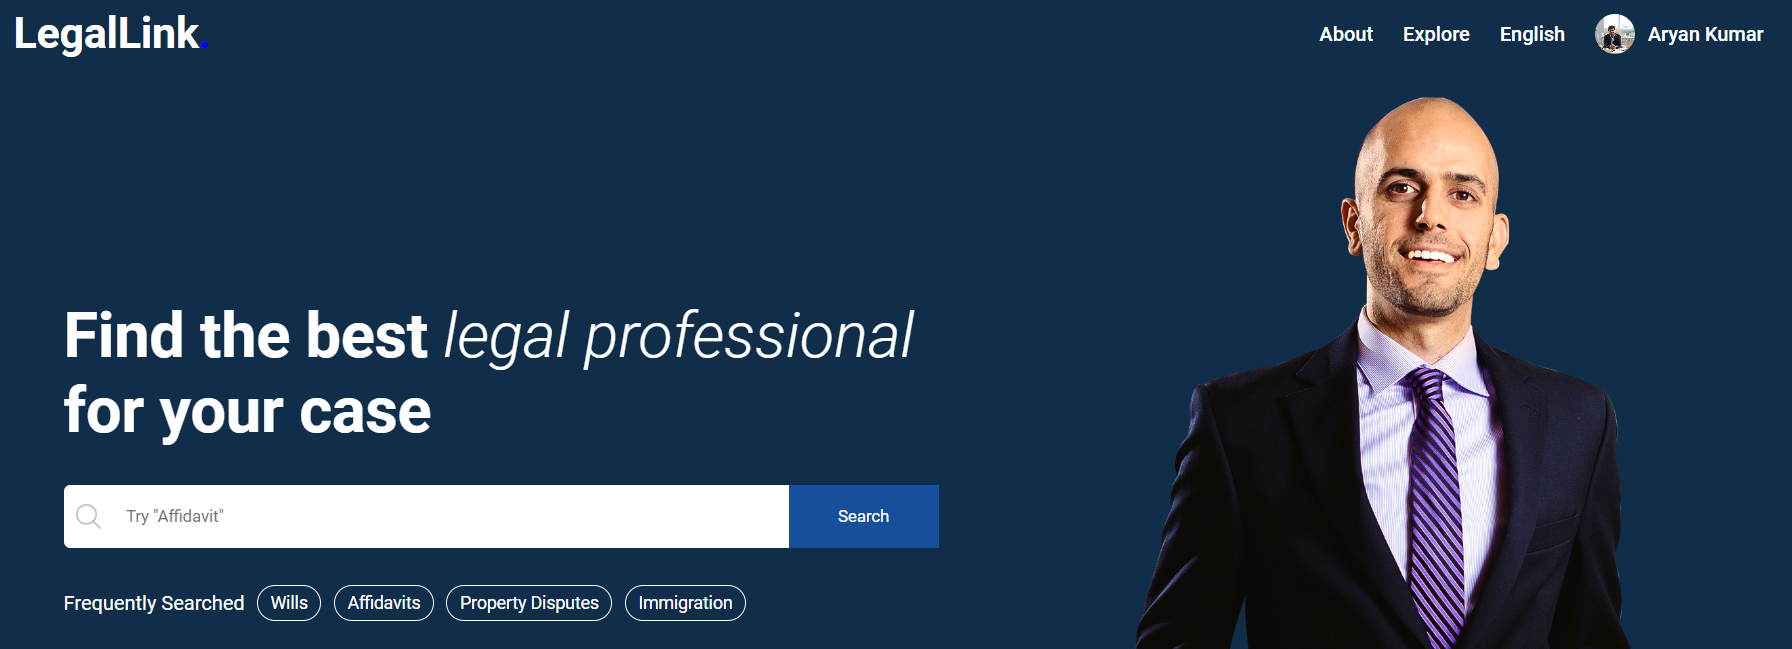 LegalLink.
About
Explore
English
Aryan Kumar
Find the best legal professional
for your case
Try "Affidavit"
Search
Frequently Searched
Wills
Affidavits
Property Disputes
Immigration